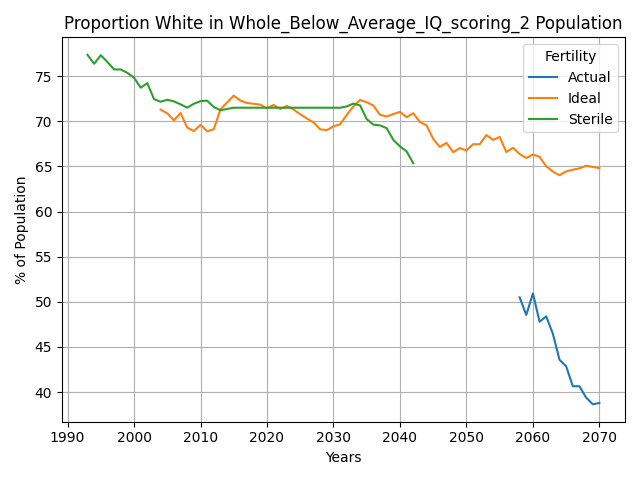 Proportion White in Whole_Below_Average_IQ_scoring_2 Population
% of Population
75
70
65
60
55
50
45
40
Fertility
Actual
Ideal
Sterile
1990 2000 2010 2020 2030 2040 2050 2060 2070
Years